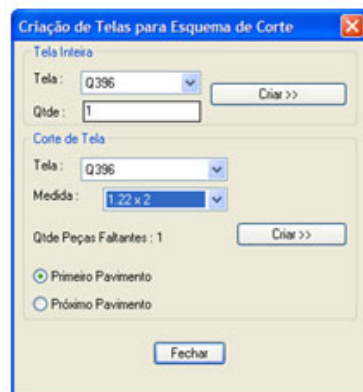 Criação de Telas para Esquema de Corte
Tela Inteira
Tela : Q396
Criar >>
Qtde : 1
Corte de Tela
Tela : Q396
Medida : 1.22 x 2
Qtde Peças Faltantes : 1 Criar >>
Primeiro Pavimento
Próximo Pavimento
Fechar